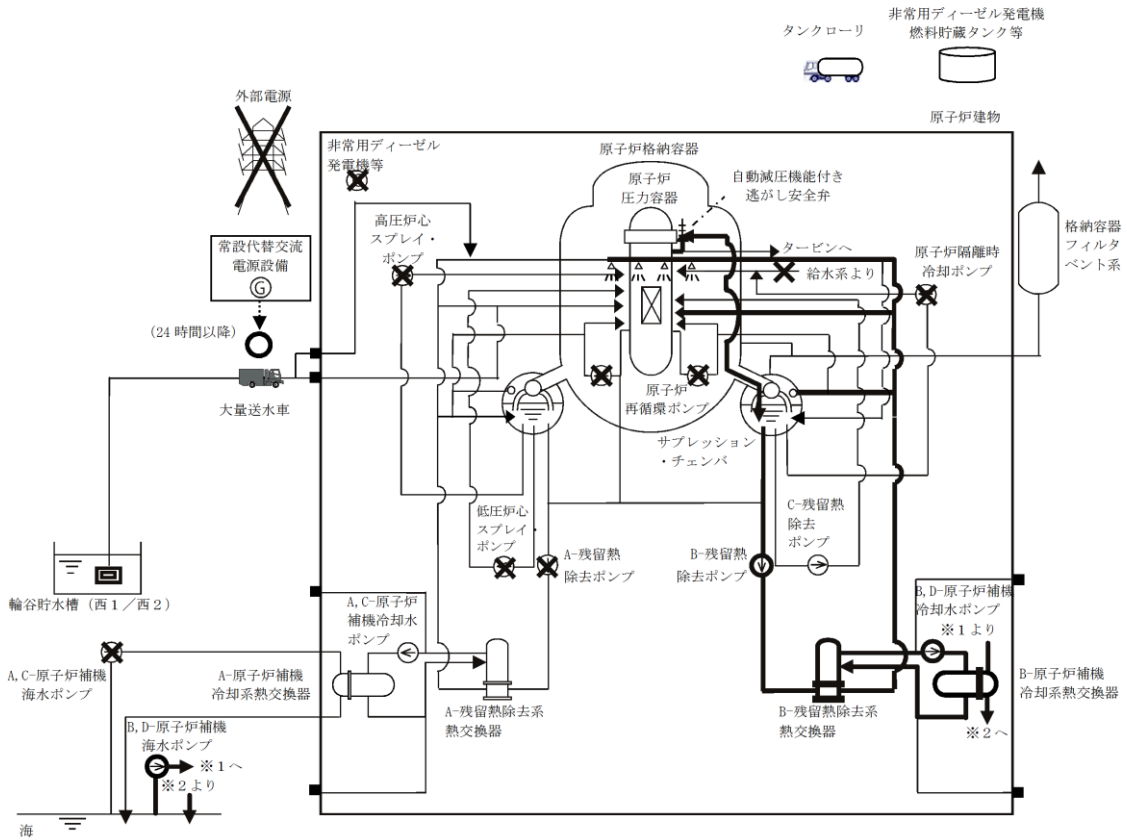 タンクローリ
非常用ディーゼル発電機
燃料貯蔵タンク等
外部電源
原子炉建物
非常用ディーゼル
発電機等
原子炉格納容器
原子炉
圧力容器
自動減圧機能付き
逃がし安全弁
高圧炉心
スプレイ・
ポンプ
常設代替交流
電源設備
G
タービンへ
給水系より
原子炉隔離時
冷却ポンプ
格納容器
フィルタ
ベント系
(24時間以降)
大量送水車
原子炉
再循環ポンプ
サプレッション
・チェンバ
低圧炉心
スプレイ・
ポンプ
A-残留熱
除去ポンプ
B-残留熱
除去ポンプ
C-残留熱
除去
ポンプ
輪谷貯水槽(西1/西2)
A,C-原子炉
補機冷却水
ポンプ
B,D-原子炉補機
冷却水ポンプ
※1より
A,C-原子炉補機
海水ポンプ
A-原子炉補機
冷却系熱交換器
A-残留熱除去系
熱交換器
B-残留熱除去系
熱交換器
B-原子炉補機
冷却系熱交換器
※2へ
B,D-原子炉補機
海水ポンプ
※1へ
※2より
海